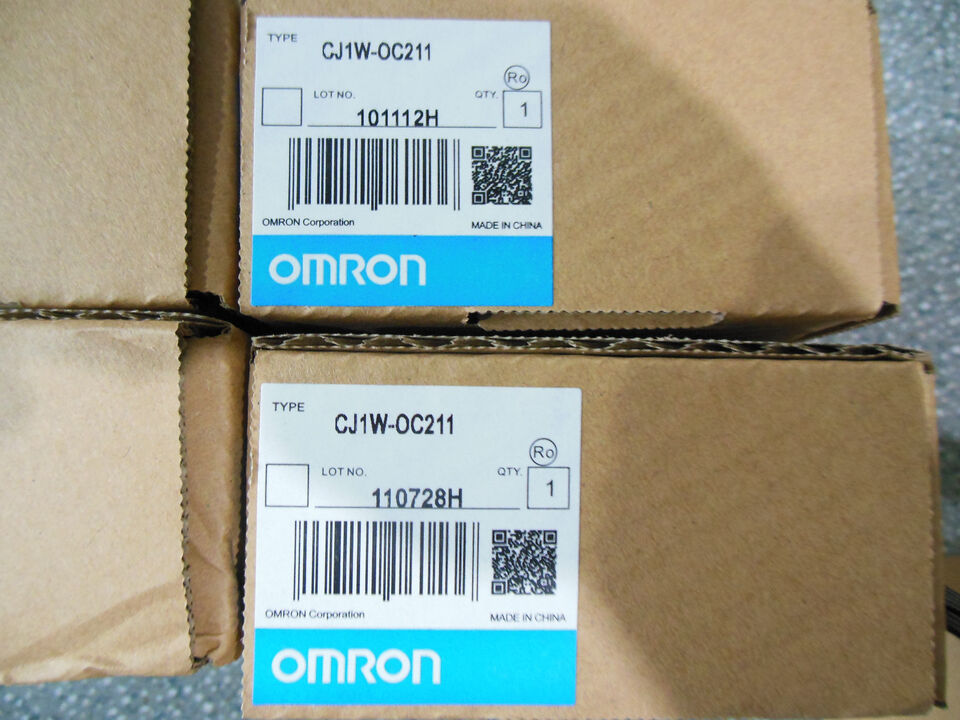 TYPE
CJ1W-OC211
Ro
LOT NO.
QTY.
101112H
1
OMRON Corporation
MADE IN CHINA
OMRON
TYPE
CJ1W-OC211
Ro
LOT NO.
QTY.
110728H
1
OMRON Corporation
MADE IN CHINA
OMRON